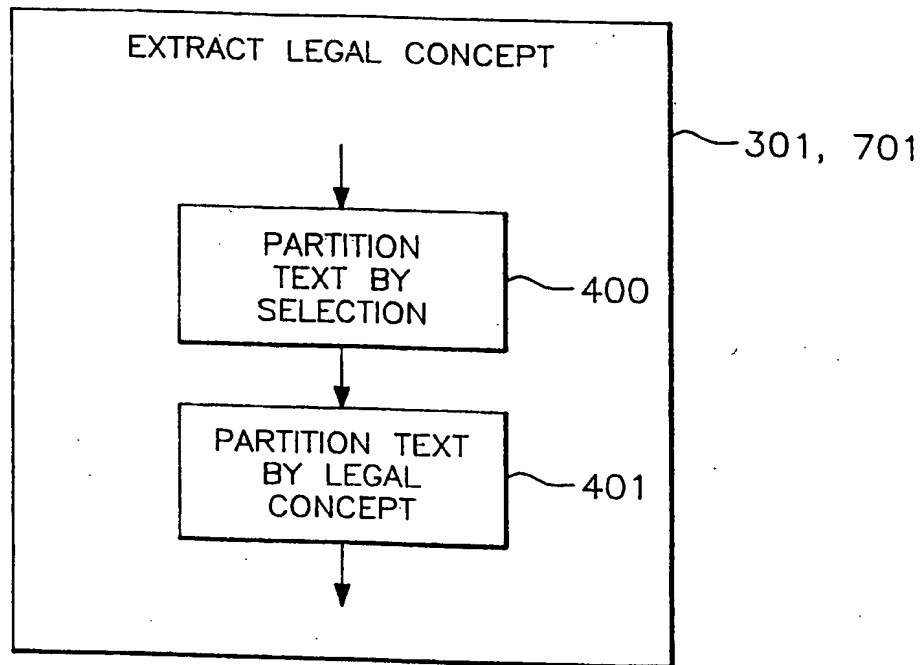 EXTRACT LEGAL CONCEPT
301, 701
PARTITION
TEXT BY
SELECTION
400
PARTITION TEXT
BY LEGAL
CONCEPT
401